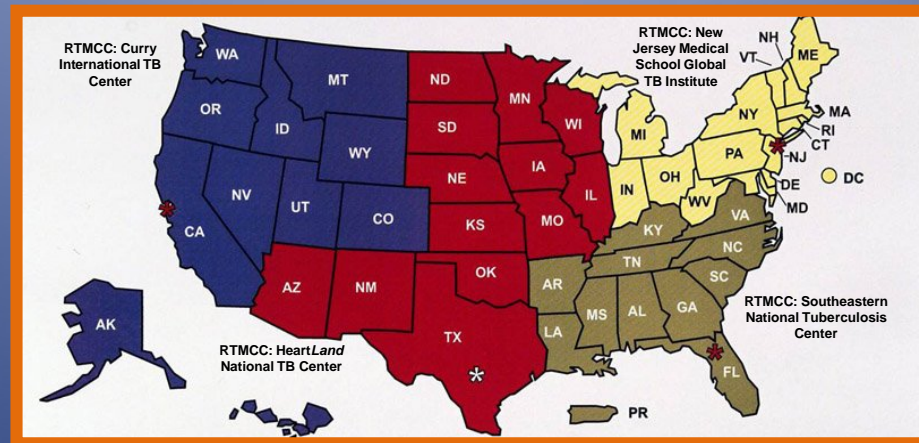 RTMCC: Curry
International TB
Center
RTMCC: New
Jersey Medical
School Global
TB Institute
NH
VT
ME
WA
MT
ND
MN
OR
ID
SD
WI
MI
NY
MA
RI
CT
WY
IA
PA
NJ
NE
OH
DC
NV
IL
IN
DE
UT
CO
WV
MD
CA
KS
MO
KY
VA
NC
TN
AZ
NM
OK
AR
SC
AK
MS
AL
GA
RTMCC: Southeastern
National Tuberculosis
Center
TX
LA
RTMCC: HeartLand
National TB Center
*
FL
PR